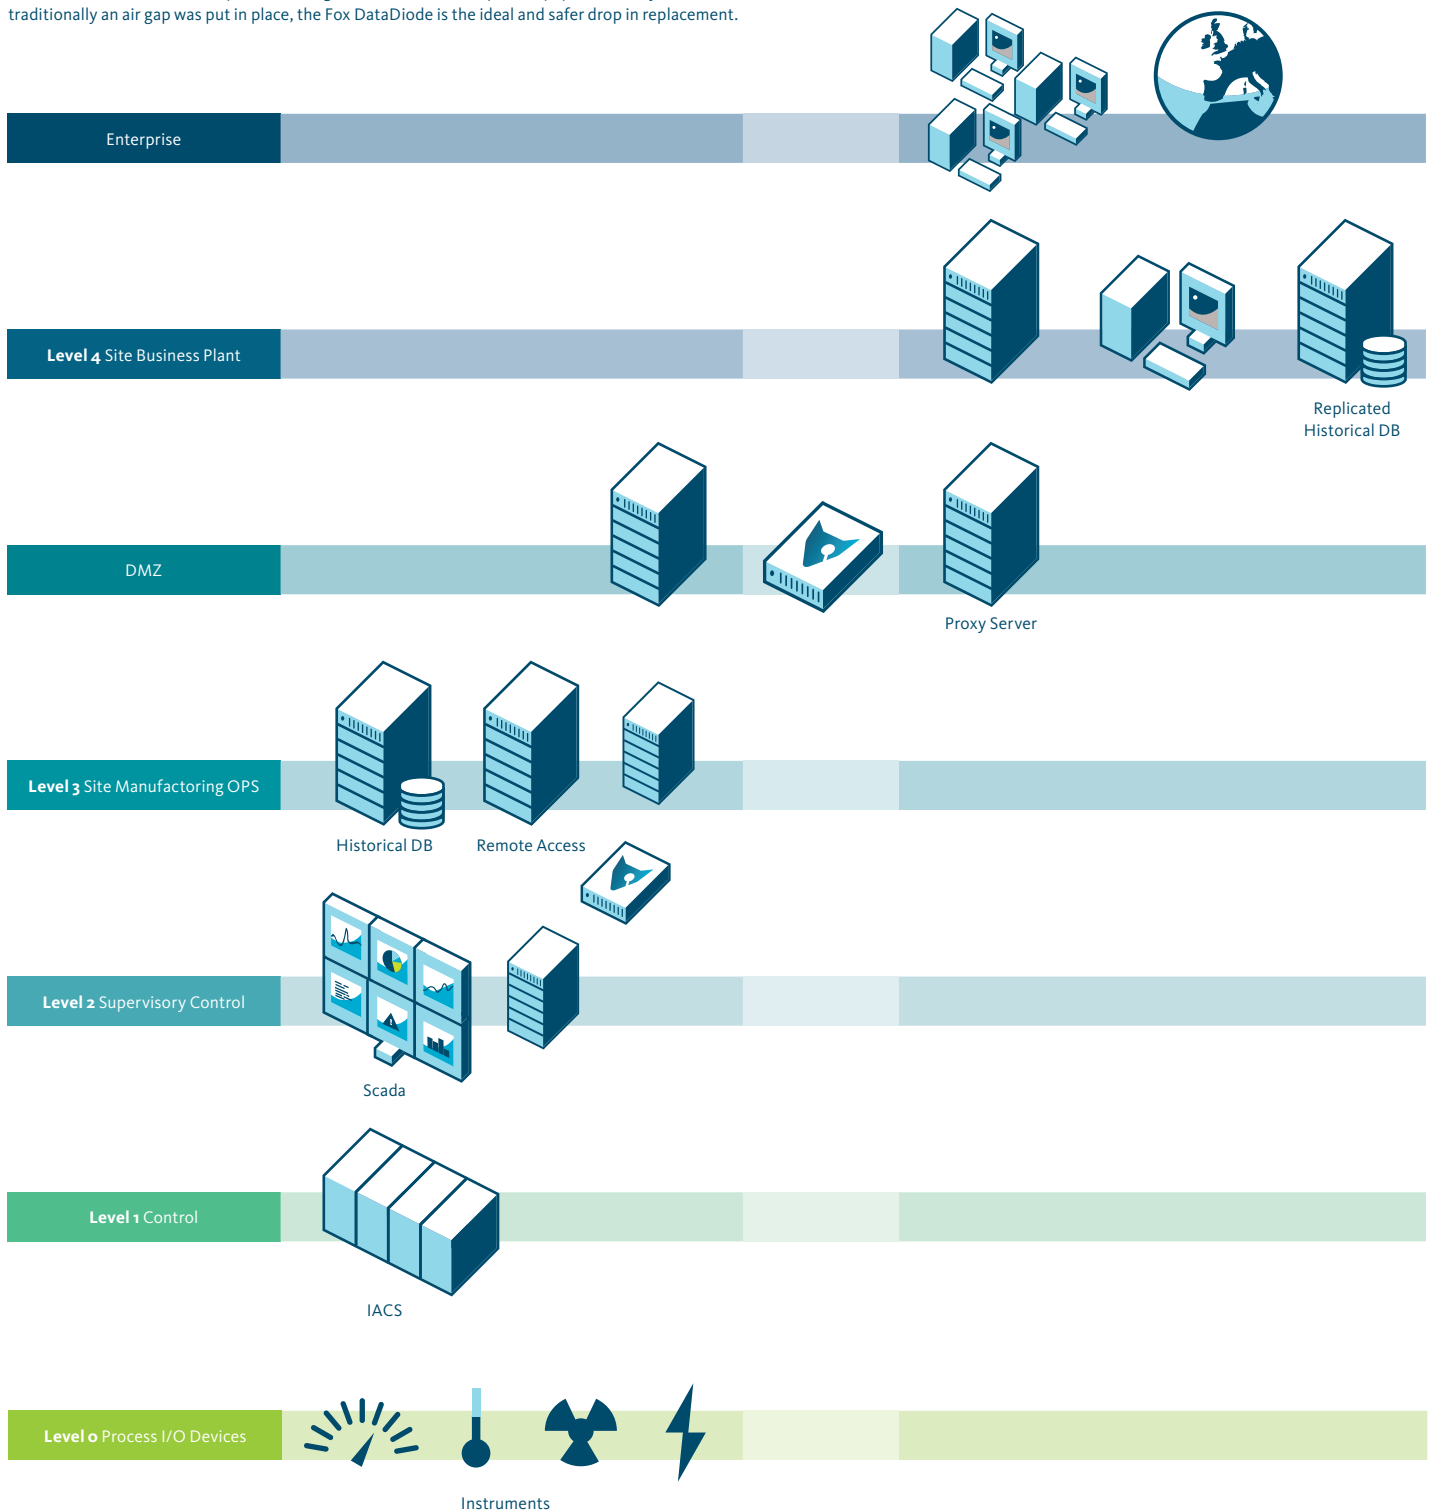 traditionally an air gap was put in place, the Fox DataDiode is the ideal and safer drop in replacement.
Enterprise
Level 4 Site Business Plant
Replicated
Historical DB
DMZ
Proxy Server
Level 3 Site Manufactoring OPS
Historical DB
Remote Access
Level 2 Supervisory Control
Scada
Level 1 Control
IACS
Level 0 Process I/O Devices
Instruments